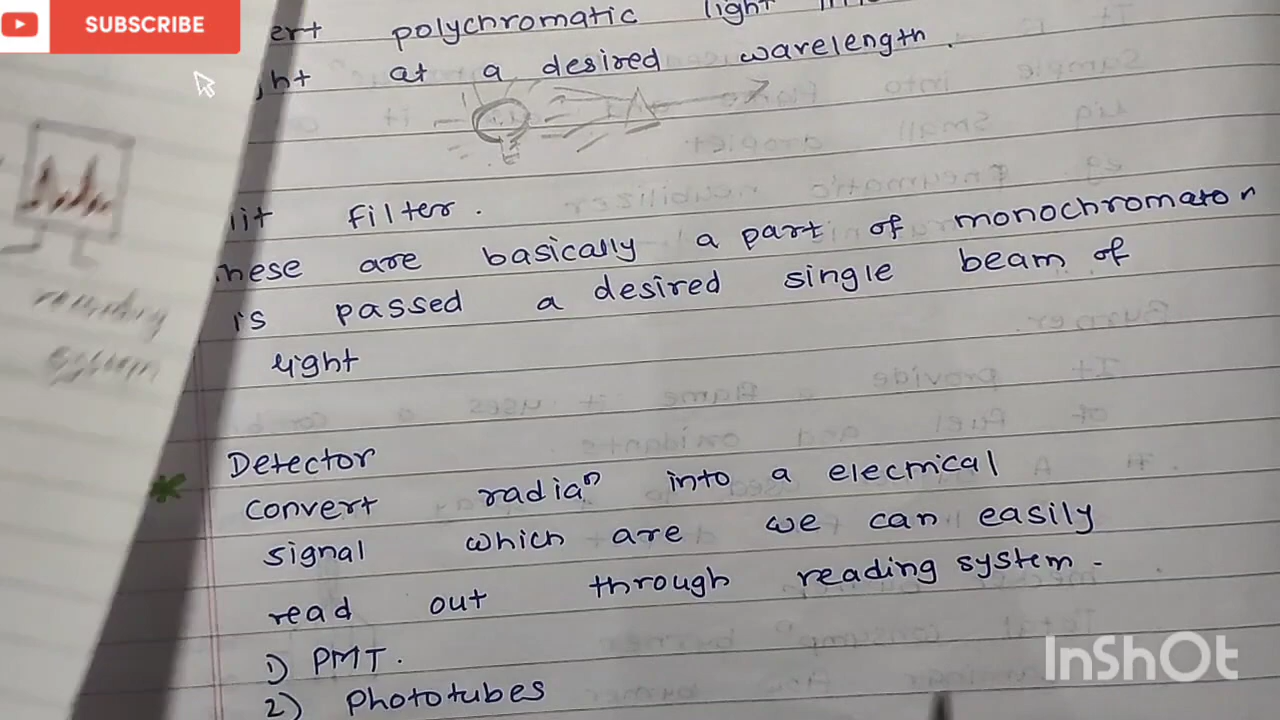 SUBSCRIBE
ert polychromatic light
ht at a desired wavelength.
lit Filter.
hese are basically a part of monochromator
is passed a desired single beam of
light
Detector
convert radiaⁿ into a electrical
signal which are we can easily
read out through reading system.
1) PMT.
2) Phototubes
system
InShOt